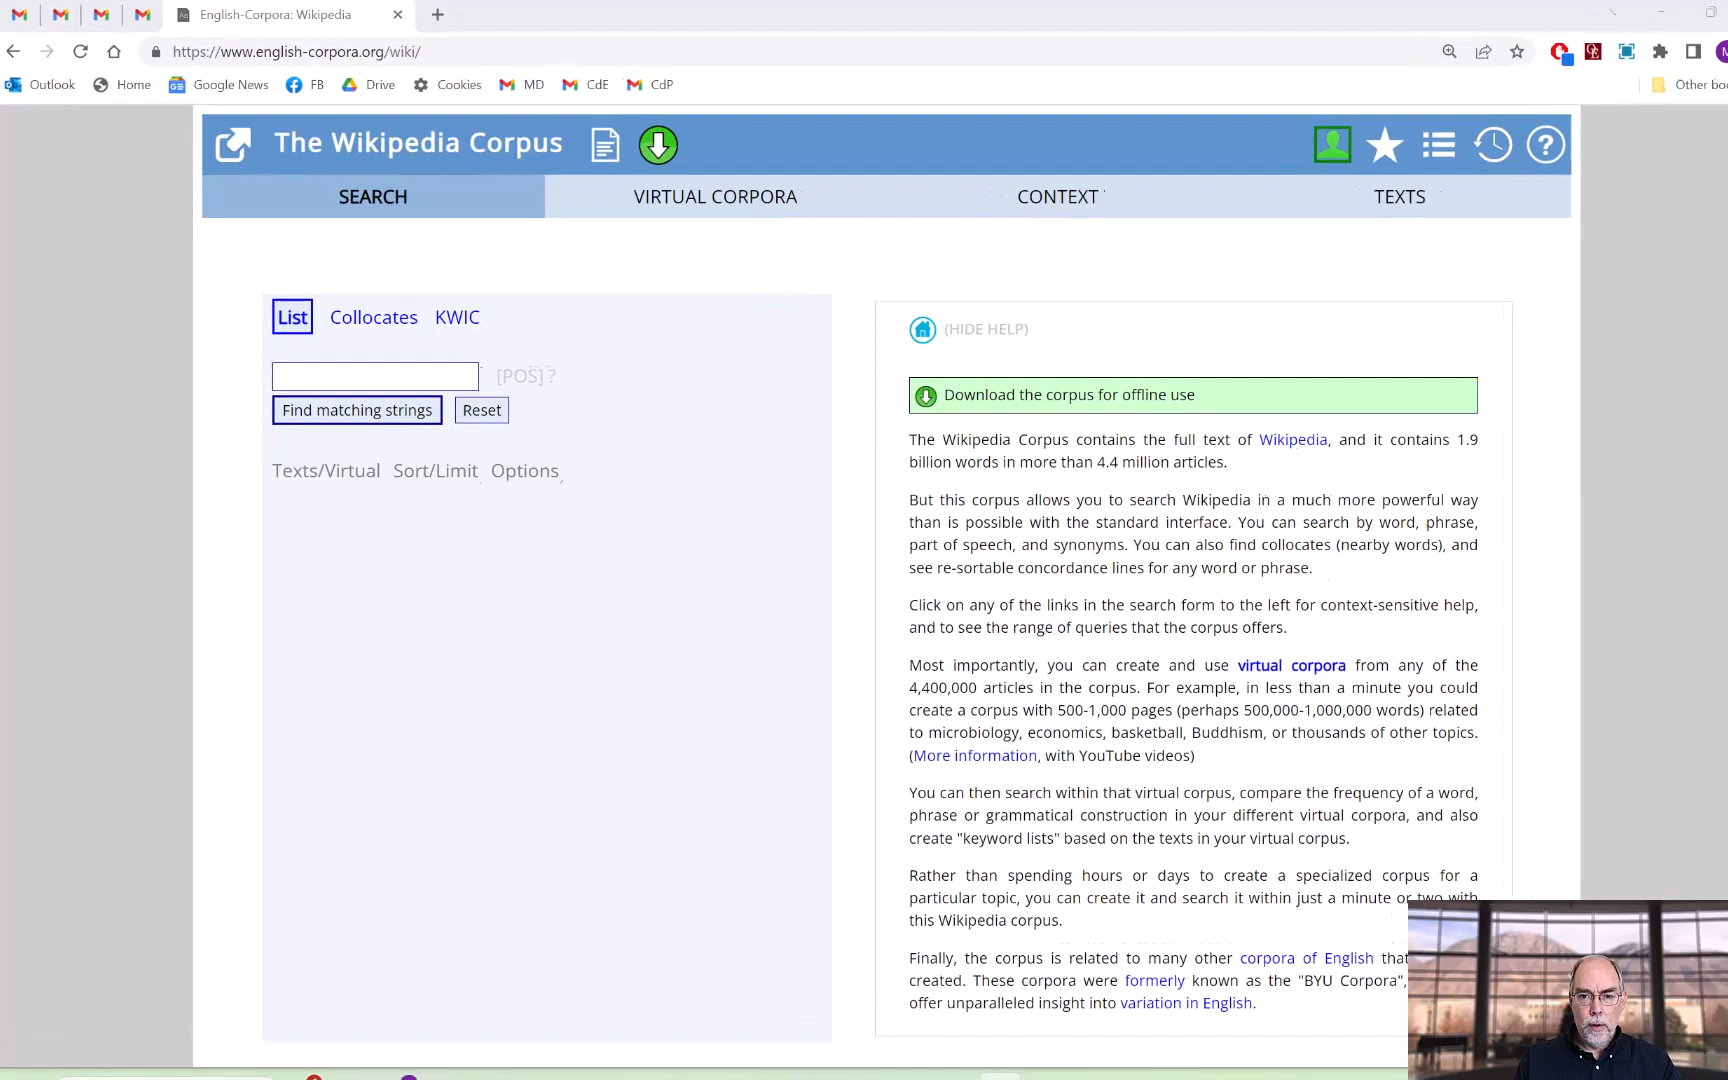 English-Corpora: Wikipedia
https://www.english-corpora.org/wiki/
Outlook Home Google News FB Drive Cookies MD CdE CdP Other
The Wikipedia Corpus
SEARCH VIRTUAL CORPORA CONTEXT TEXTS
List Collocates KWIC
[POS] ?
Find matching strings Reset
Texts/Virtual Sort/Limit Options
(HIDE HELP)
Download the corpus for offline use
The Wikipedia Corpus contains the full text of Wikipedia, and it contains 1.9
billion words in more than 4.4 million articles.
But this corpus allows you to search Wikipedia in a much more powerful way
than is possible with the standard interface. You can search by word, phrase,
part of speech, and synonyms. You can also find collocates (nearby words), and
see re-sortable concordance lines for any word or phrase.
Click on any of the links in the search form to the left for context-sensitive help,
and to see the range of queries that the corpus offers.
Most importantly, you can create and use virtual corpora from any of the
4,400,000 articles in the corpus. For example, in less than a minute you could
create a corpus with 500-1,000 pages (perhaps 500,000-1,000,000 words) related
to microbiology, economics, basketball, Buddhism, or thousands of other topics.
(More information, with YouTube videos)
You can then search within that virtual corpus, compare the frequency of a word,
phrase or grammatical construction in your different virtual corpora, and also
create "keyword lists" based on the texts in your virtual corpus.
Rather than spending hours or days to create a specialized corpus for a
particular topic, you can create it and search it within just a minute or two with
this Wikipedia corpus.
Finally, the corpus is related to many other corpora of English that
created. These corpora were formerly known as the "BYU Corpora",
offer unparalleled insight into variation in English.